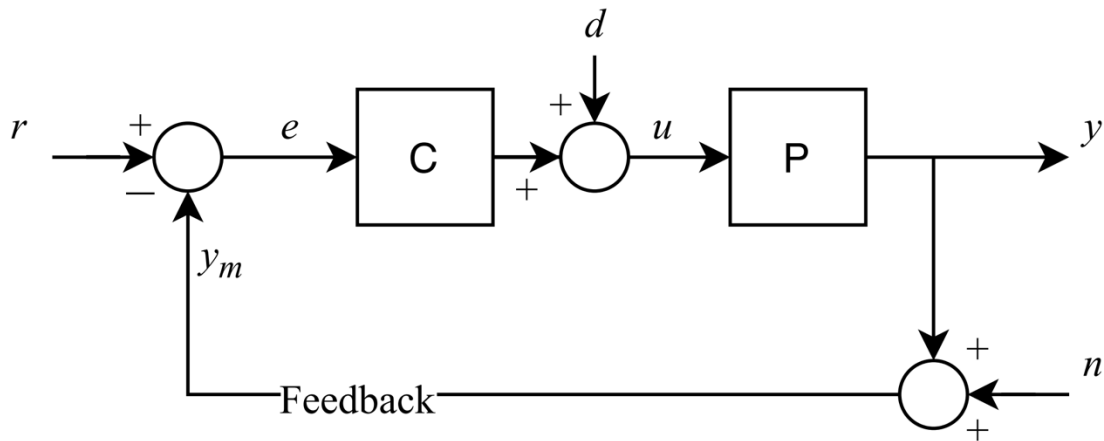 d
r + e C + u P y
− +
y_m
+ n
Feedback
+